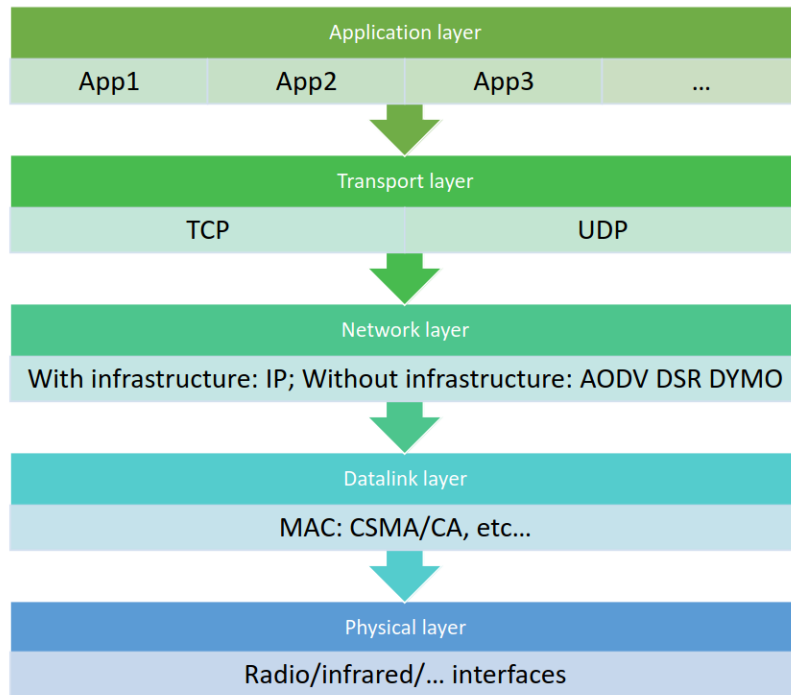 Application layer
App1 App2 App3 ...
Transport layer
TCP UDP
Network layer
With infrastructure: IP; Without infrastructure: AODV DSR DYMO
Datalink layer
MAC: CSMA/CA, etc...
Physical layer
Radio/infrared/... interfaces